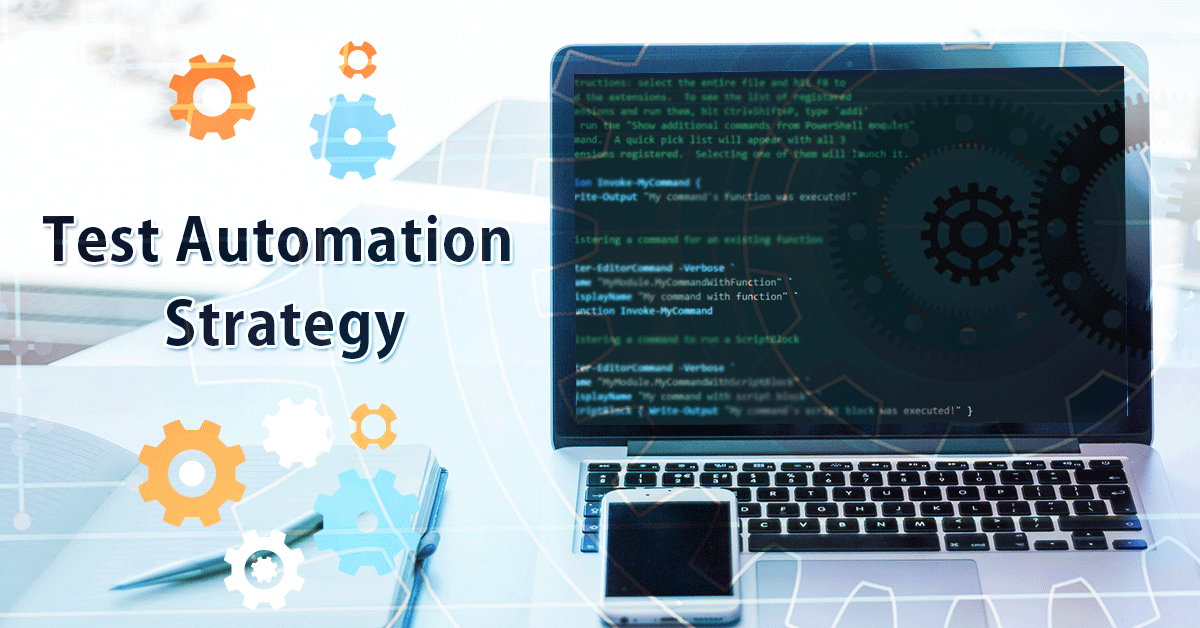 Test Automation
Strategy
tructions: select the entire file and hit F8 to
d the extensions. To see the list of registered
ensions and run them, hit Ctrl+Shift+P, type 'addi'
run the "Show additional commands from PowerShell modules"
mand. A quick pick list will appear with all 3
ensions registered. Selecting one of them will launch it.
ion Invoke-MyCommand {
rite-Output "My command's function was executed!"
istering a command for an existing function
ter-EditorCommand -Verbose `
ame "MyModule.MyCommandWithFunction" `
isplayName "My command with function" `
unction Invoke-MyCommand
istering a command to run a ScriptBlock
ter-EditorCommand -Verbose `
ame "MyModule.MyCommandWithScriptBlock" `
isplayName "My command with script block" `
criptBlock { Write-Output "My command's script block was executed!" }